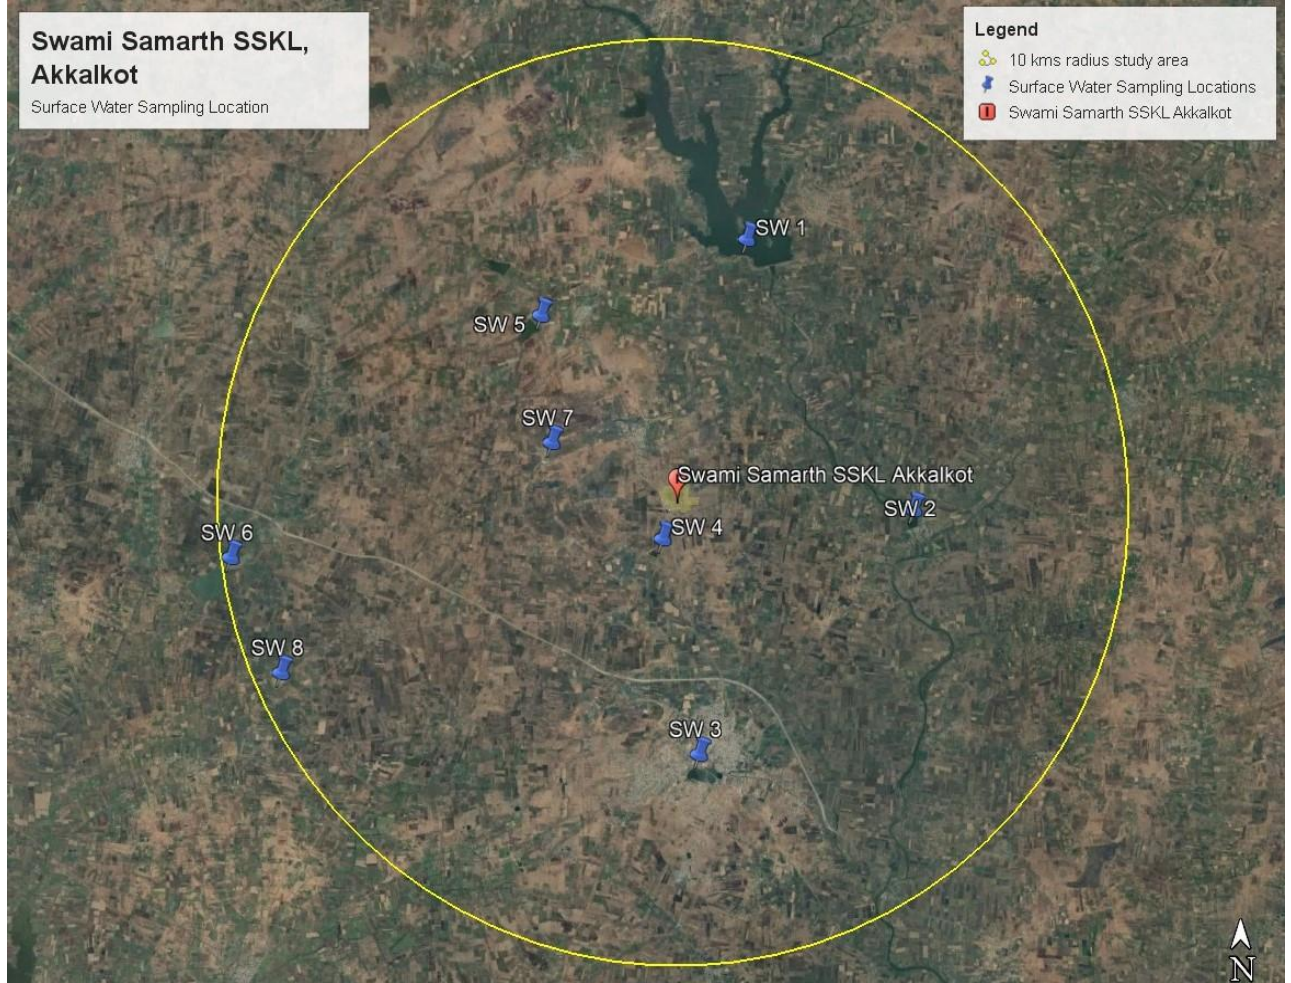 Swami Samarth SSKL,
Akkalkot
Surface Water Sampling Location
Legend
10 kms radius study area
Surface Water Sampling Locations
Swami Samarth SSKL Akkalkot
SW 1
SW 5
SW 7
Swami Samarth SSKL Akkalkot
SW 2
SW 4
SW 6
SW 8
SW 3
N